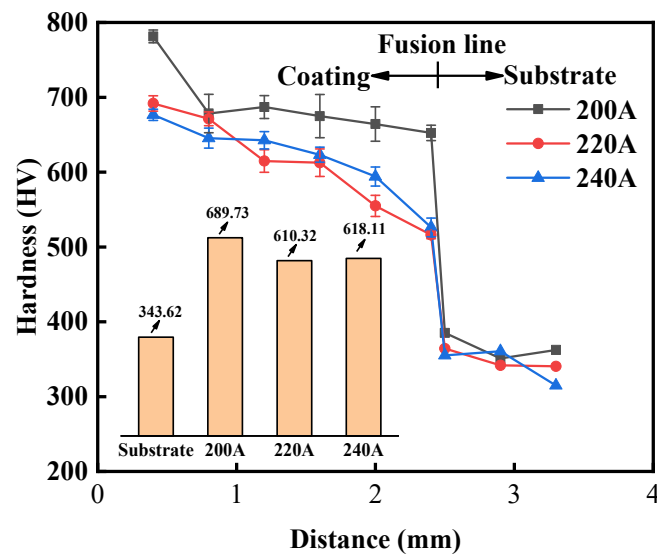 800
700
600
500
400
300
200
Hardness (HV)
Fusion line
Coating
Substrate
200A
220A
240A
343.62
689.73
610.32
618.11
Substrate 200A 220A 240A
0 1 2 3 4
Distance (mm)